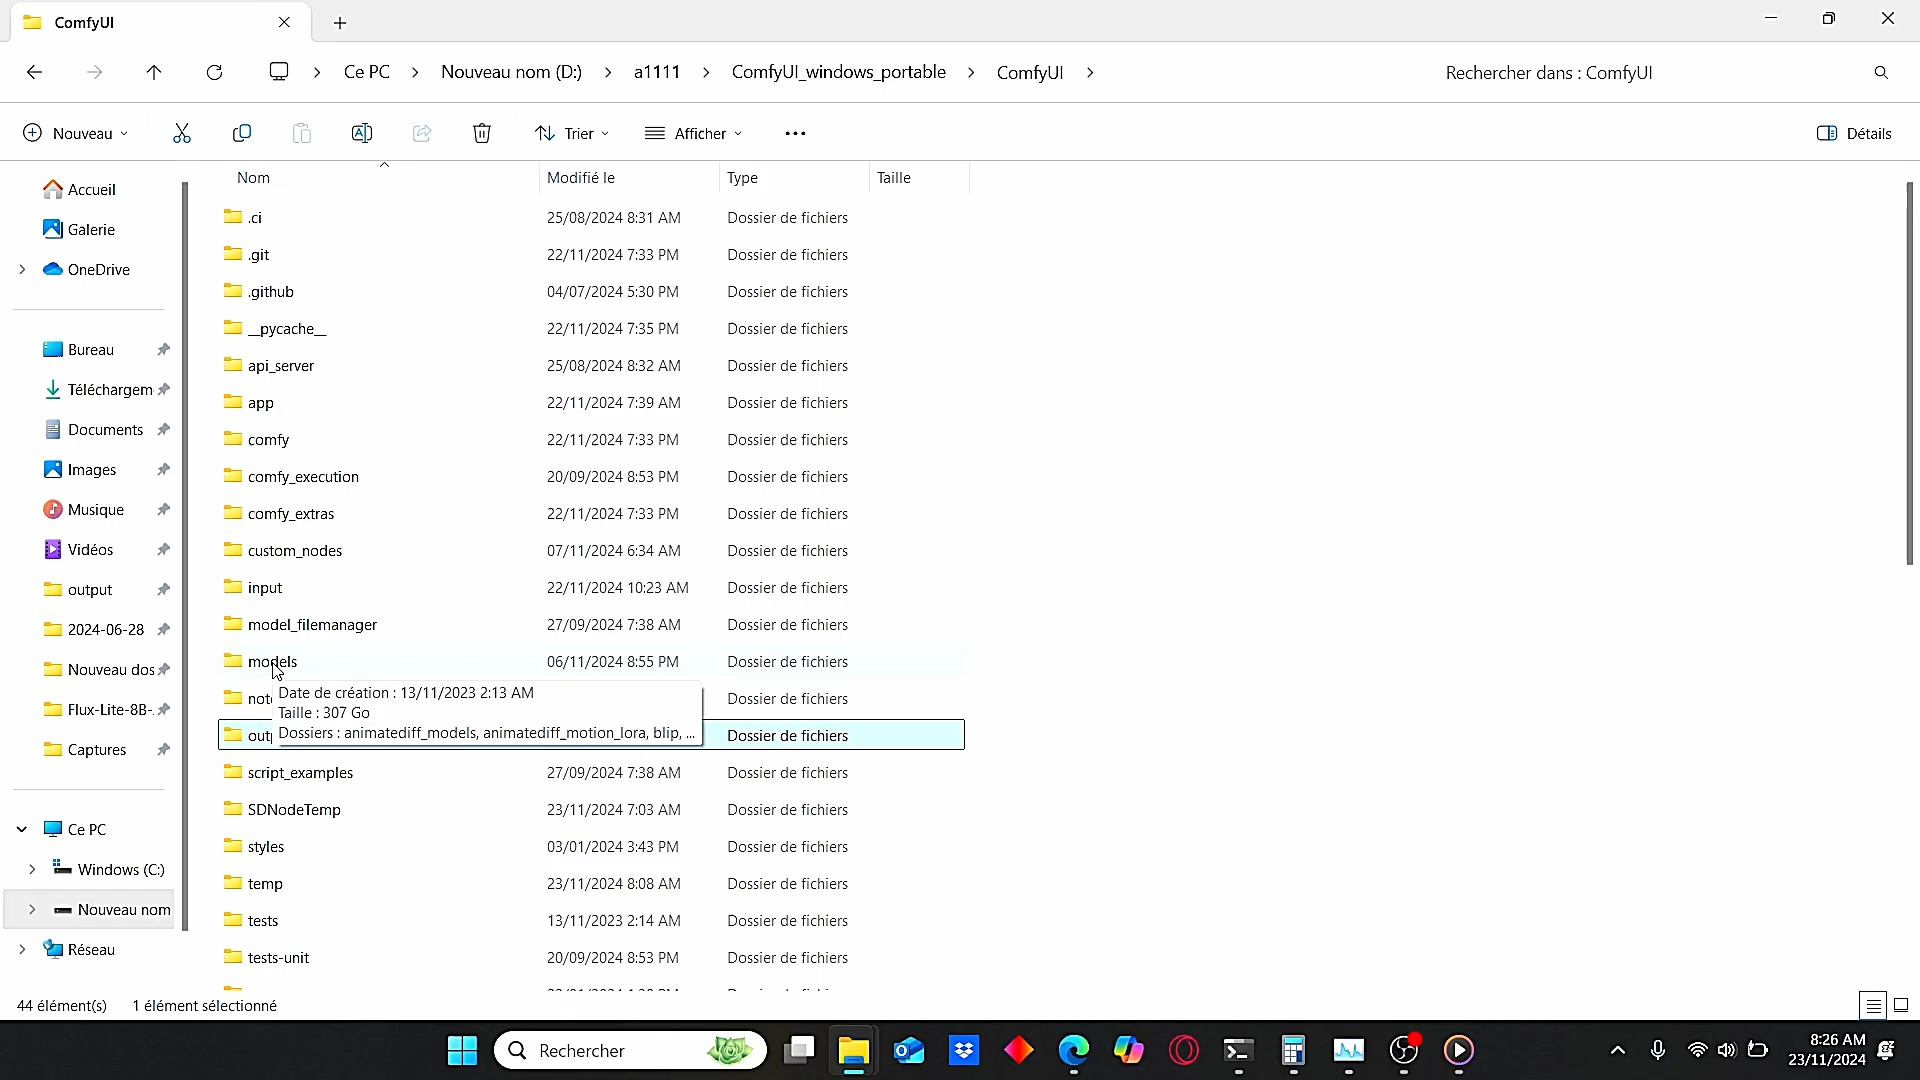 ComfyUI
Ce PC
Nouveau nom (D:)
a1111
ComfyUI_windows_portable
ComfyUI
Rechercher dans : ComfyUI
Nouveau
Trier
Afficher
Détails
Nom Modifié le Type Taille
Accueil
Galerie
OneDrive
Bureau
Téléchargem
Documents
Images
Musique
Vidéos
output
2024-06-28
Nouveau dos
Flux-Lite-8B-.
Captures
Ce PC
Windows (C:)
Nouveau nom
Réseau
.ci 25/08/2024 8:31 AM Dossier de fichiers
.git 22/11/2024 7:33 PM Dossier de fichiers
.github 04/07/2024 5:30 PM Dossier de fichiers
__pycache__ 22/11/2024 7:35 PM Dossier de fichiers
api_server 25/08/2024 8:32 AM Dossier de fichiers
app 22/11/2024 7:39 AM Dossier de fichiers
comfy 22/11/2024 7:33 PM Dossier de fichiers
comfy_execution 20/09/2024 8:53 PM Dossier de fichiers
comfy_extras 22/11/2024 7:33 PM Dossier de fichiers
custom_nodes 07/11/2024 6:34 AM Dossier de fichiers
input 22/11/2024 10:23 AM Dossier de fichiers
model_filemanager 27/09/2024 7:38 AM Dossier de fichiers
models 06/11/2024 8:55 PM Dossier de fichiers
Dossier de fichiers
Date de création : 13/11/2023 2:13 AM
Taille : 307 Go
Dossiers : animatediff_models, animatediff_motion_lora, blip, ...
Dossier de fichiers
script_examples 27/09/2024 7:38 AM Dossier de fichiers
SDNodeTemp 23/11/2024 7:03 AM Dossier de fichiers
styles 03/01/2024 3:43 PM Dossier de fichiers
temp 23/11/2024 8:08 AM Dossier de fichiers
tests 13/11/2023 2:14 AM Dossier de fichiers
tests-unit 20/09/2024 8:53 PM Dossier de fichiers
44 élément(s) 1 élément sélectionné
Rechercher
8:26 AM
23/11/2024